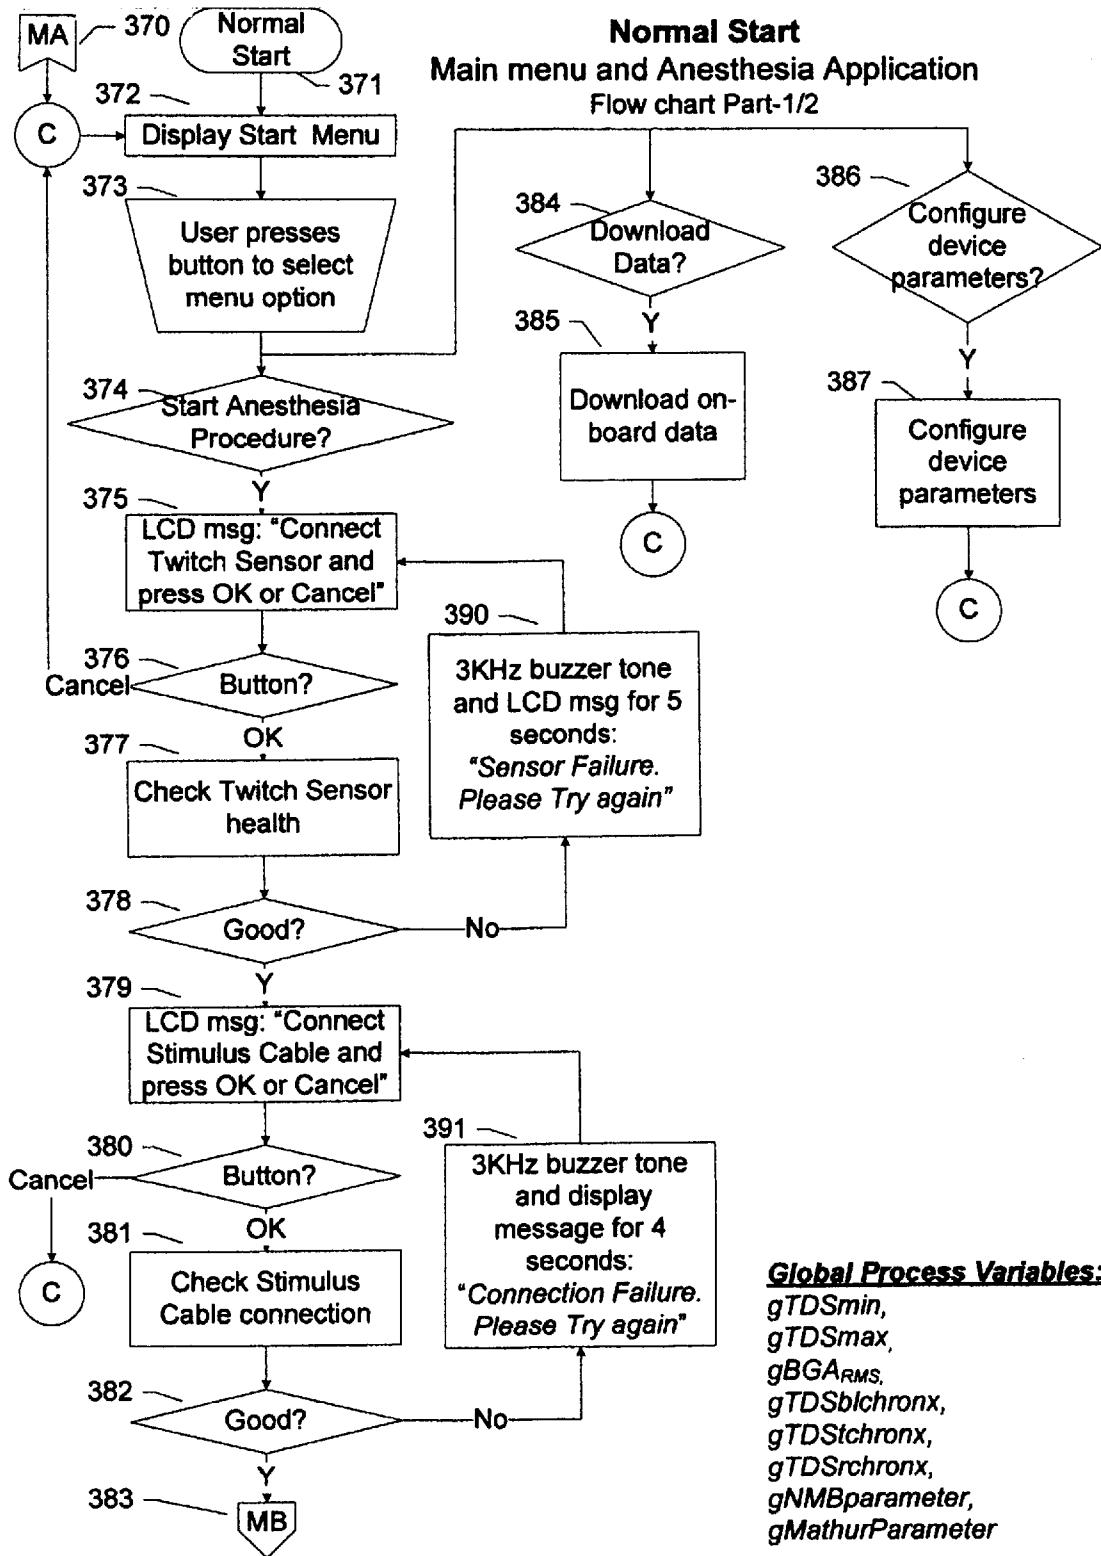 Normal Start
Main menu and Anesthesia Application
Flow chart Part-1/2
MA
370
Normal
Start
371
372
C
Display Start Menu
373
User presses
button to select
menu option
384
Download
Data?
Y
385
Download on-
board data
C
386
Configure
device
parameters?
Y
387
Configure
device
parameters
C
374
Start Anesthesia
Procedure?
Y
375
LCD msg: "Connect
Twitch Sensor and
press OK or Cancel"
376
Cancel
Button?
OK
377
Check Twitch Sensor
health
390
3KHz buzzer tone
and LCD msg for 5
seconds:
"Sensor Failure.
Please Try again"
378
Good?
No
Y
379
LCD msg: "Connect
Stimulus Cable and
press OK or Cancel"
380
Cancel
Button?
OK
C
381
Check Stimulus
Cable connection
391
3KHz buzzer tone
and display
message for 4
seconds:
"Connection Failure.
Please Try again"
382
Good?
No
Y
383
MB
Global Process Variables:
gTDSmin,
gTDSmax,
gBGARMS,
gTDSblchronx,
gTDStchronx,
gTDSrchronx,
gNMBparameter,
gMathurParameter